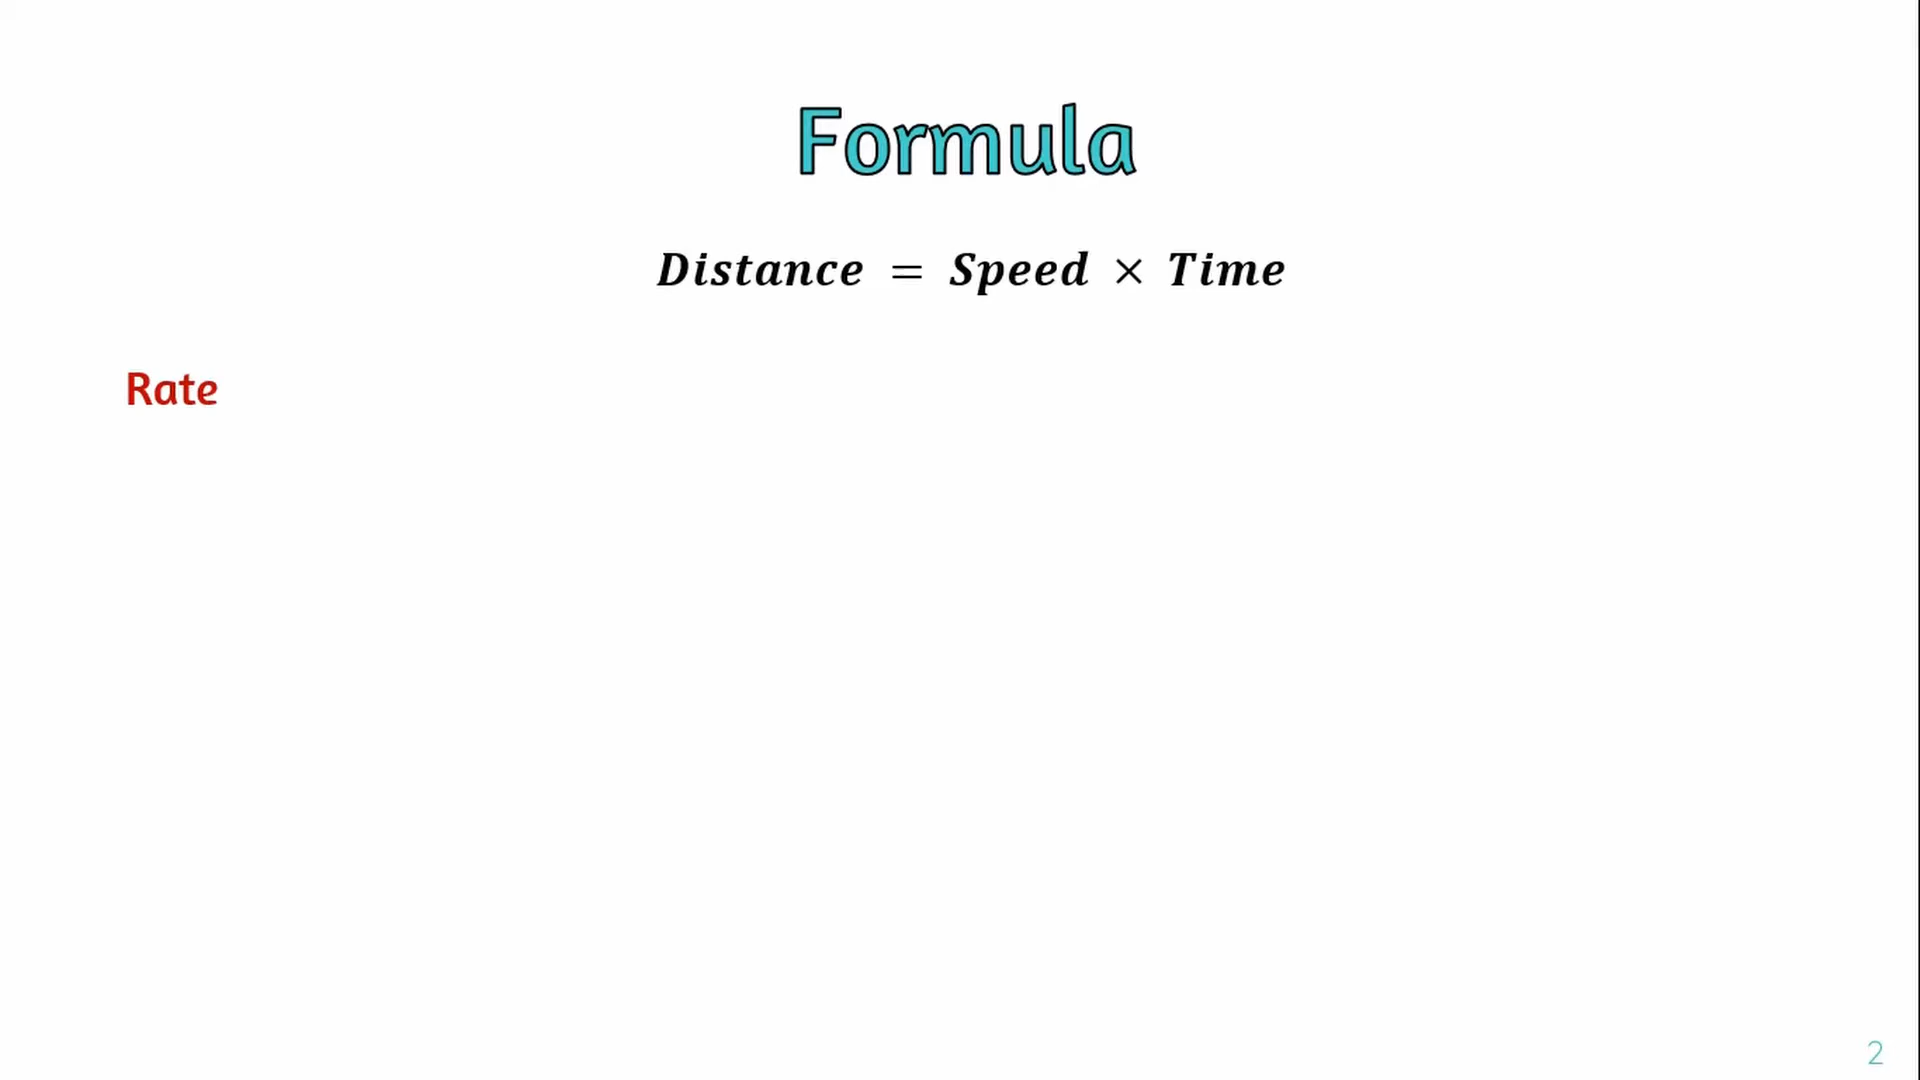 Formula
Distance = Speed × Time
Rate
2